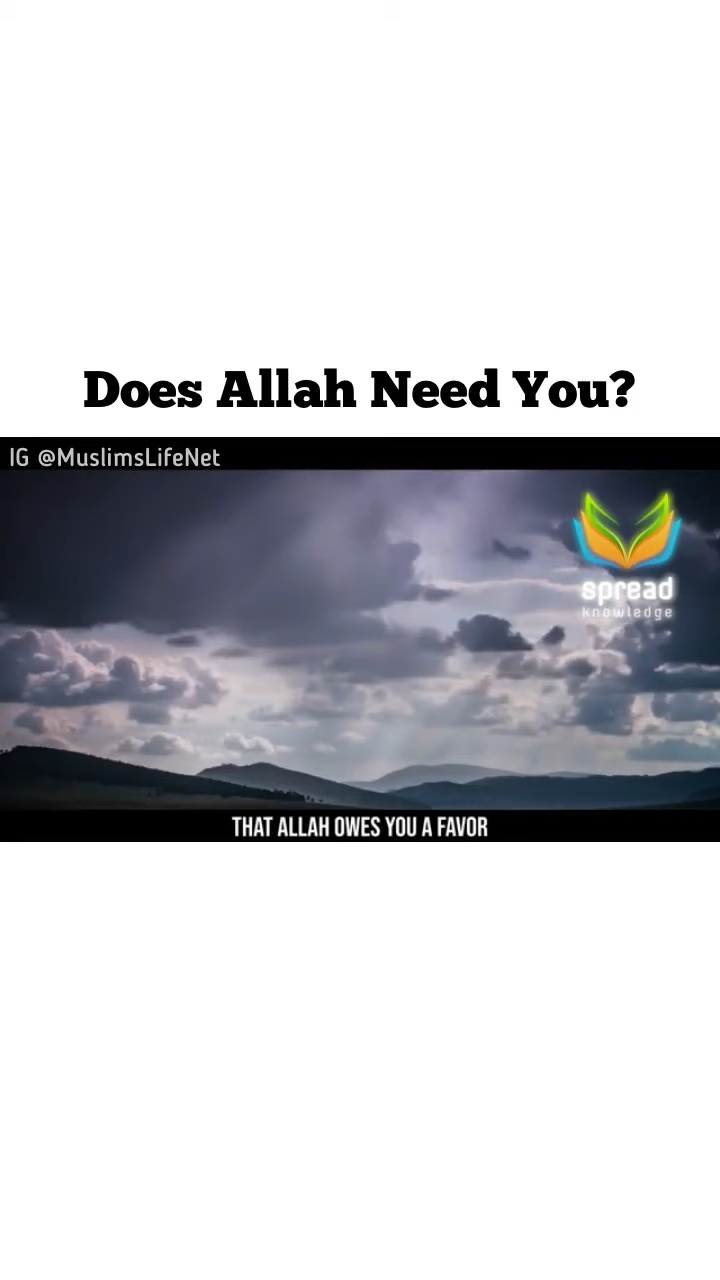 Does Allah Need You?
IG @MuslimsLifeNet
spread
knowledge
THAT ALLAH OWES YOU A FAVOR